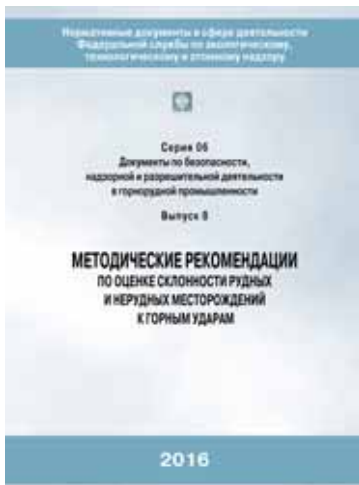 Нормативные документы в сфере деятельности
Федеральной службы по экологическому,
технологическому и атомному надзору
Серия 06
Документы по безопасности,
надзорной и разрешительной деятельности
в горнорудной промышленности
Выпуск 8
МЕТОДИЧЕСКИЕ РЕКОМЕНДАЦИИ
ПО ОЦЕНКЕ СКЛОННОСТИ РУДНЫХ
И НЕРУДНЫХ МЕСТОРОЖДЕНИЙ
К ГОРНЫМ УДАРАМ
2016